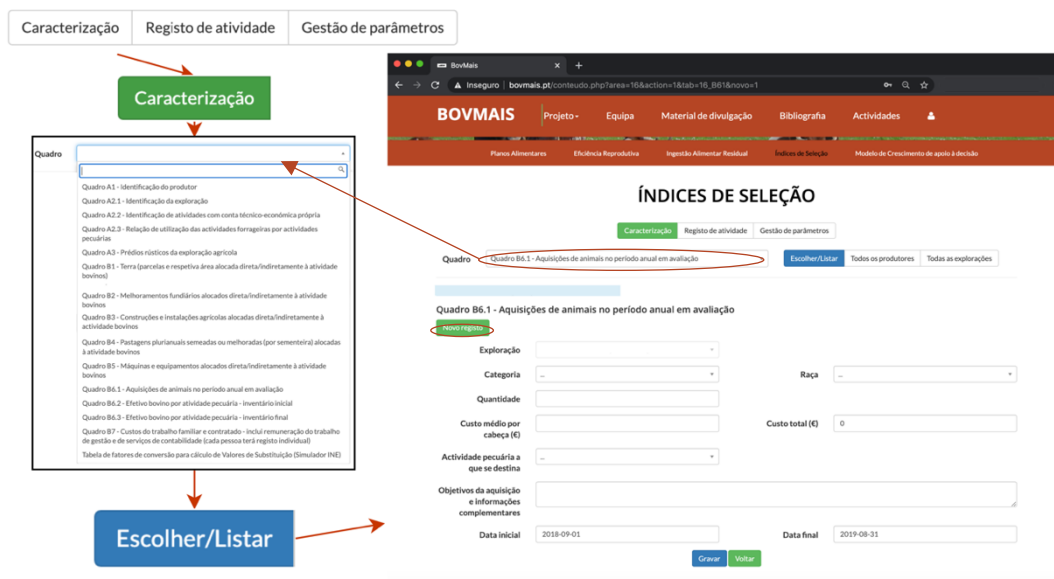 Caracterização Registo de atividade Gestão de parâmetros
Caracterização
Quadro
Quadro A1 - Identificação do produtor
Quadro A2.1 - Identificação da exploração
Quadro A2.2 - Identificação de atividades com conta técnico-económica própria
Quadro A2.3 - Relação de utilização das actividades forrageiras por actividades
pecuárias
Quadro A3 - Prédios rústicos da exploração agrícola
Quadro B1 - Terra (parcelas e respetiva área alocada direta/indiretamente à atividade
bovinos)
Quadro B2 - Melhoramentos fundiários alocados direta/indiretamente à atividade
bovinos
Quadro B3 - Construções e instalações agrícolas alocadas direta/indiretamente à
actividade bovinos
Quadro B4 - Pastagens plurianuais semeadas ou melhoradas (por sementeira) alocadas
à atividade bovinos
Quadro B5 - Máquinas e equipamentos alocados direta/indiretamente à atividade
bovinos
Quadro B6.1 - Aquisições de animais no período anual em avaliação
Quadro B6.2 - Efetivo bovino por atividade pecuária - inventário inicial
Quadro B6.3 - Efetivo bovino por atividade pecuária - inventário final
Quadro B7 - Custos do trabalho familiar e contratado - inclui remuneração do trabalho
de gestão e de serviços de contabilidade (cada pessoa terá registo individual)
Tabela de fatores de conversão para cálculo de Valores de Substituição (Simulador INE)
Escolher/Listar
BovMais
Inseguro | bovmais.pt/conteudo.php?area=16&action=1&tab=16_B61&novo=1
BOVMAIS Projeto Equipa Material de divulgação Bibliografia Actividades
Planos Alimentares Eficiência Reprodutiva Ingestão Alimentar Residual Índices de Seleção Modelo de Crescimento de apoio à decisão
ÍNDICES DE SELEÇÃO
Caracterização Registo de atividade Gestão de parâmetros
Quadro Quadro B6.1 - Aquisições de animais no período anual em avaliação Escolher/Listar Todos os produtores Todas as explorações
Quadro B6.1 - Aquisições de animais no período anual em avaliação
Novo registo
Exploração
Categoria ... Raça ...
Quantidade
Custo médio por
cabeça (€) Custo total (€) 0
Actividade pecuária a
que se destina ...
Objetivos da aquisição
e informações
complementares
Data inicial 2018-09-01 Data final 2019-08-31
Gravar Voltar